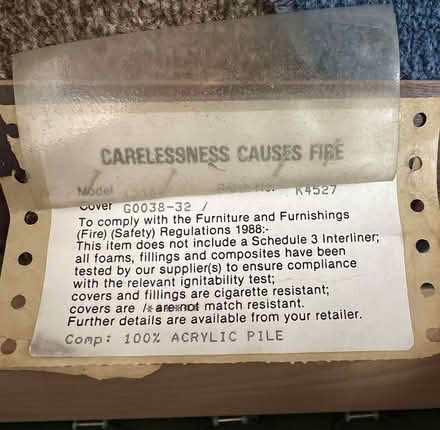 CARELESSNESS CAUSES FIRE
Model Batch No. K4527
Cover G0038-32 /
To comply with the Furniture and Furnishings
(Fire) (Safety) Regulations 1988:-
This item does not include a Schedule 3 Interliner;
all foams, fillings and composites have been
tested by our supplier(s) to ensure compliance
with the relevant ignitability test;
covers and fillings are cigarette resistant;
covers are /* are not match resistant.
Further details are available from your retailer.
Comp: 100% ACRYLIC PILE